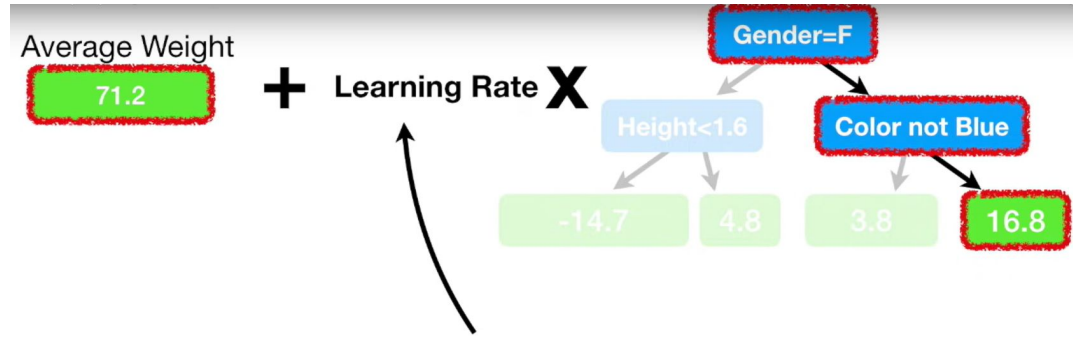 Average Weight
71.2
+ Learning Rate X
Gender=F
Height<1.6
Color not Blue
-14.7
4.8
3.8
16.8